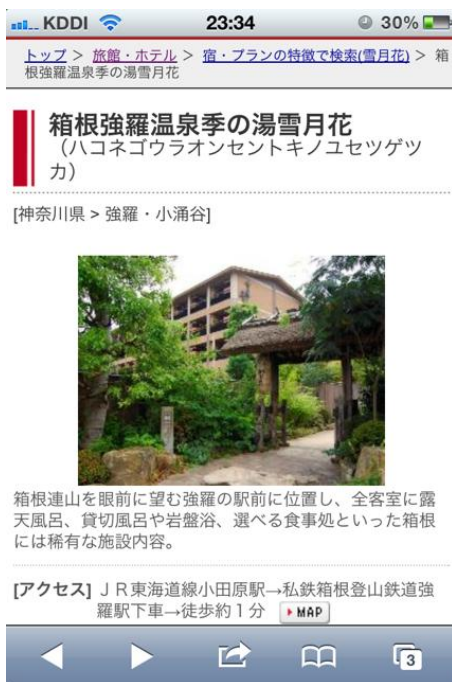 KDDI 23:34 30%
トップ > 旅館・ホテル > 宿・プランの特徴で検索(雪月花) > 箱
根強羅温泉季の湯雪月花
箱根強羅温泉季の湯雪月花
（ハコネゴウラオンセントキノユセツゲツ
カ）
[神奈川県 > 強羅・小涌谷]
箱根連山を眼前に望む強羅の駅前に位置し、全客室に露
天風呂、貸切風呂や岩盤浴、選べる食事処といった箱根
には稀有な施設内容。
[アクセス] ＪＲ東海道線小田原駅→私鉄箱根登山鉄道強
羅駅下車→徒歩約１分 MAP
3